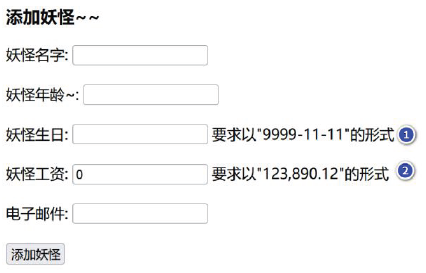 添加妖怪~~
妖怪名字:
妖怪年龄~:
妖怪生日: 要求以"9999-11-11"的形式 1
妖怪工资: 0 要求以"123,890.12"的形式 2
电子邮件:
添加妖怪